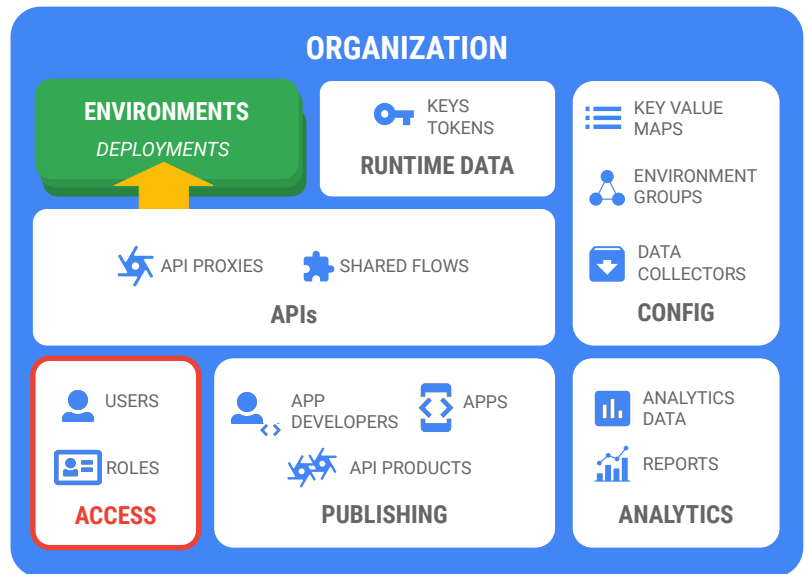 ORGANIZATION
ENVIRONMENTS
DEPLOYMENTS
KEYS
TOKENS
RUNTIME DATA
KEY VALUE
MAPS
ENVIRONMENT
GROUPS
DATA
COLLECTORS
CONFIG
API PROXIES
SHARED FLOWS
APIs
USERS
ROLES
ACCESS
APP
DEVELOPERS
APPS
API PRODUCTS
PUBLISHING
ANALYTICS
DATA
REPORTS
ANALYTICS